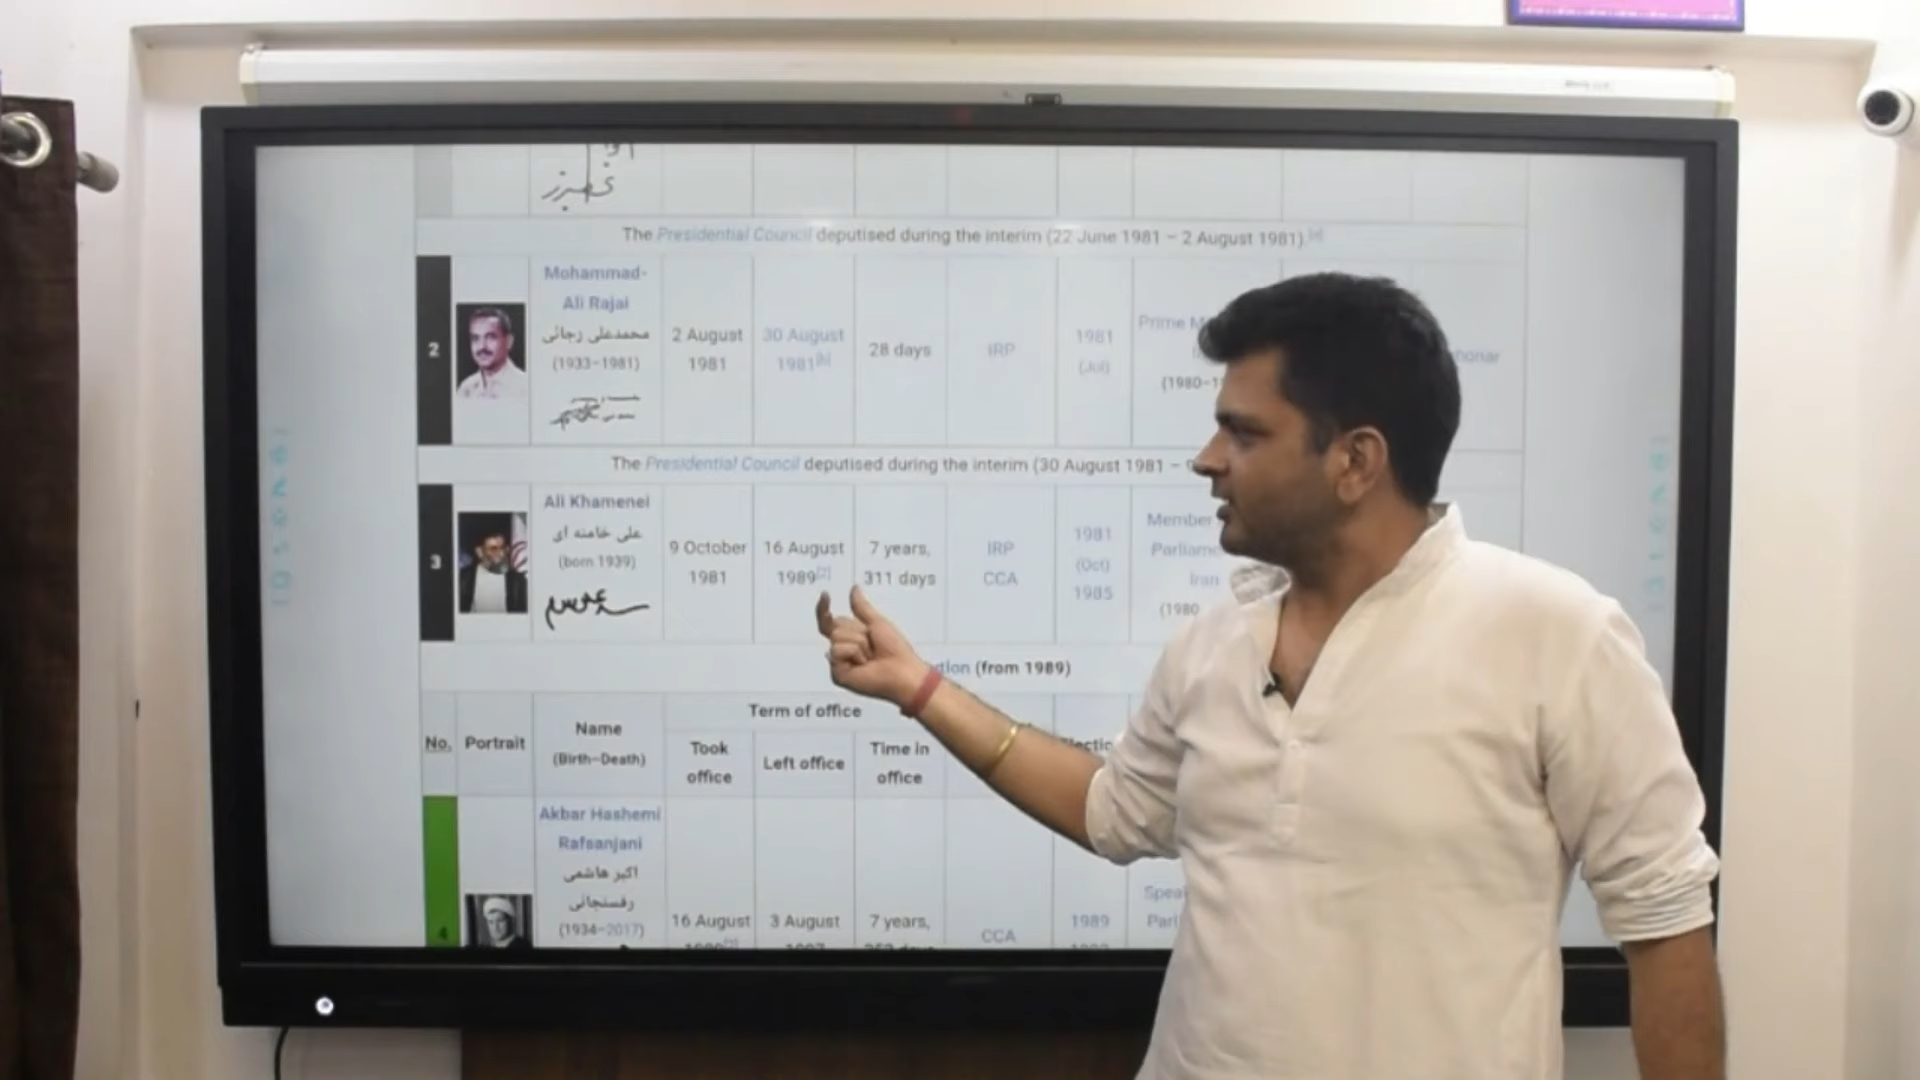 The Presidential Council deputised during the interim (22 June 1981 – 2 August 1981).
2
Mohammad-
Ali Rajai
محمدعلی رجائی
(1933–1981)
2 August
1981
30 August
1981[b]
28 days
IRP
1981
(Jul)
Prime
(1980–
The Presidential Council deputised during the interim (30 August 1981 –
3
Ali Khamenei
علی خامنه ای
(born 1939)
9 October
1981
16 August
1989[2]
7 years,
311 days
IRP
CCA
1981
(Oct)
1985
Member
Iran
(1980
(from 1989)
No.
Portrait
Name
(Birth–Death)
Term of office
Took
office
Left office
Time in
office
4
Akbar Hashemi
Rafsanjani
اکبر هاشمی
رفسنجانی
(1934–2017)
16 August
3 August
7 years,
CCA
1989